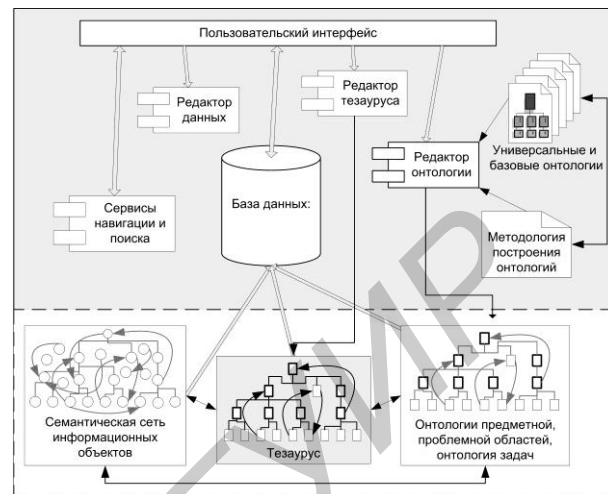 Пользовательский интерфейс
Редактор
данных
Редактор
тезауруса
Редактор
онтологии
Универсальные и
базовые онтологии
Сервисы
навигации и
поиска
База данных:
Методология
построения
онтологий
Семантическая сеть
информационных
объектов
Тезаурус
Онтологии предметной,
проблемной областей,
онтология задач